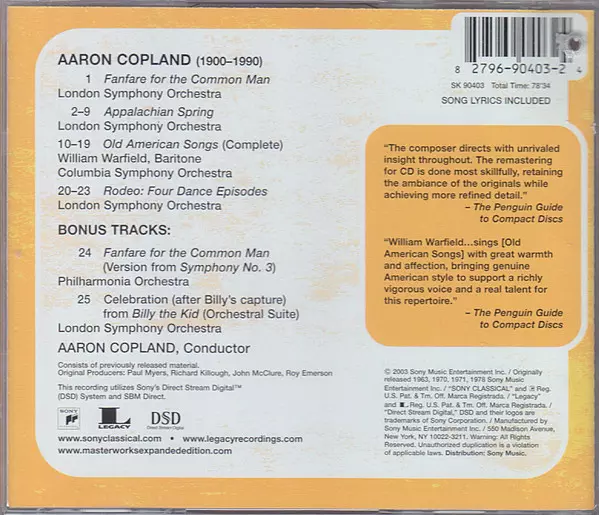 AARON COPLAND (1900–1990)
1 Fanfare for the Common Man
London Symphony Orchestra
2–9 Appalachian Spring
London Symphony Orchestra
10–19 Old American Songs (Complete)
William Warfield, Baritone
Columbia Symphony Orchestra
20–23 Rodeo: Four Dance Episodes
London Symphony Orchestra
BONUS TRACKS:
24 Fanfare for the Common Man
(Version from Symphony No. 3)
Philharmonia Orchestra
25 Celebration (after Billy's capture)
from Billy the Kid (Orchestral Suite)
London Symphony Orchestra
AARON COPLAND, Conductor
Consists of previously released material.
Original Producers: Paul Myers, Richard Killough, John McClure, Roy Emerson
This recording utilizes Sony's Direct Stream Digital™
(DSD) System and SBM Direct.
SONY
LEGACY
DSD
Direct Stream Digital
www.sonyclassical.com • www.legacyrecordings.com
www.masterworksexpandededition.com
8 2796-90403-2 4
SK 90403 Total Time: 78'34
SONG LYRICS INCLUDED
"The composer directs with unrivaled
insight throughout. The remastering
for CD is done most skillfully, retaining
the ambiance of the originals while
achieving more refined detail."
– The Penguin Guide
to Compact Discs
"William Warfield...sings [Old
American Songs] with great warmth
and affection, bringing genuine
American style to support a richly
vigorous voice and a real talent for
this repertoire."
– The Penguin Guide
to Compact Discs
© 2003 Sony Music Entertainment Inc. / Originally
released 1963, 1970, 1971, 1978 Sony Music
Entertainment Inc. / "SONY CLASSICAL" and Reg.
U.S. Pat. & Tm. Off. Marca Registrada. / "Legacy"
and L Reg. U.S. Pat. & Tm. Off. Marca Registrada. /
"Direct Stream Digital," DSD and their logos are
trademarks of Sony Corporation. / Manufactured by
Sony Music Entertainment Inc. / 550 Madison Avenue,
New York, NY 10022-3211. Warning: All Rights
Reserved. Unauthorized duplication is a violation
of applicable laws. Distribution: Sony Music.